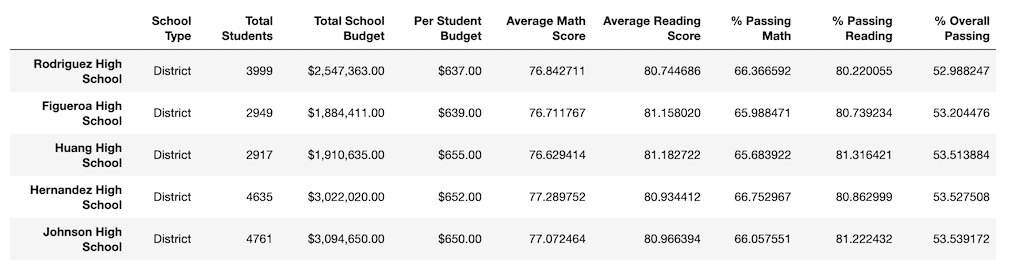 School Type Total Students Total School Budget Per Student Budget Average Math Score Average Reading Score % Passing Math % Passing Reading % Overall Passing
Rodriguez High School District 3999 $2,547,363.00 $637.00 76.842711 80.744686 66.366592 80.220055 52.988247
Figueroa High School District 2949 $1,884,411.00 $639.00 76.711767 81.158020 65.988471 80.739234 53.204476
Huang High School District 2917 $1,910,635.00 $655.00 76.629414 81.182722 65.683922 81.316421 53.513884
Hernandez High School District 4635 $3,022,020.00 $652.00 77.289752 80.934412 66.752967 80.862999 53.527508
Johnson High School District 4761 $3,094,650.00 $650.00 77.072464 80.966394 66.057551 81.222432 53.539172